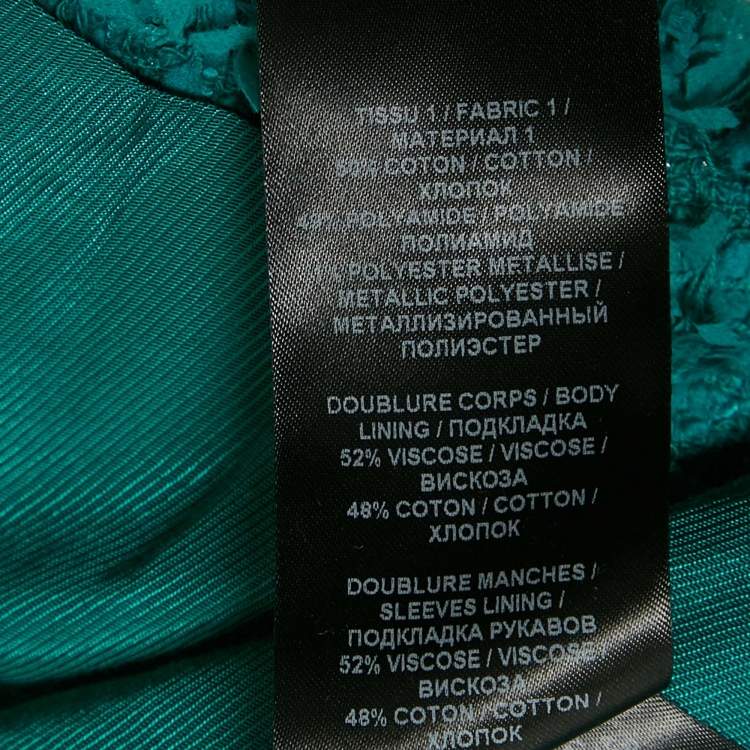 TISSU 1 / FABRIC 1 /
МАТЕРИАЛ 1
COTON / COTTON /
ХЛОПОК
POLYAMIDE / POLYAMIDE
ПОЛИАМИД
POLYESTER METALLISE /
METALLIC POLYESTER /
МЕТАЛЛИЗИРОВАННЫЙ
ПОЛИЭСТЕР
DOUBLURE CORPS / BODY
LINING / ПОДКЛАДКА
52% VISCOSE / VISCOSE /
ВИСКОЗА
48% COTON / COTTON /
ХЛОПОК
DOUBLURE MANCHES /
SLEEVES LINING /
ПОДКЛАДКА РУКАВОВ
52% VISCOSE / VISCOSE /
ВИСКОЗА
48% COTON / COTTON /
ХЛОПОК